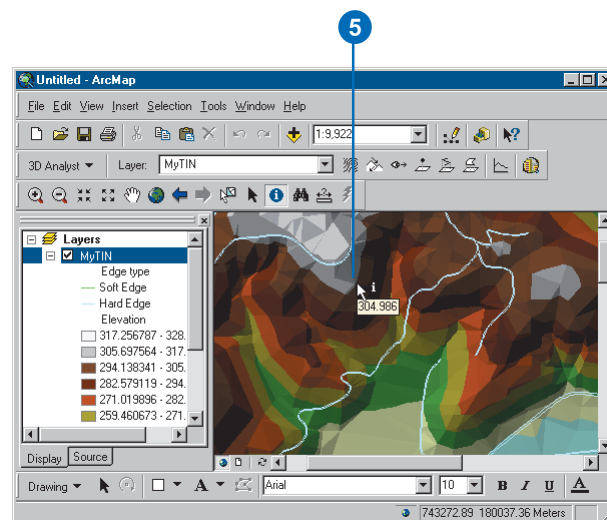 5
Untitled - ArcMap
File Edit View Insert Selection Tools Window Help
1:9,922
3D Analyst Layer: MyTIN
Layers
MyTIN
Edge type
Soft Edge
Hard Edge
Elevation
317.256787 - 328.
305.697564 - 317.
294.138341 - 305.
282.579119 - 294.
271.019896 - 282.
259.460673 - 271.
304.986
Display Source
Drawing A Arial 10 B I U A
743272.89 180037.36 Meters